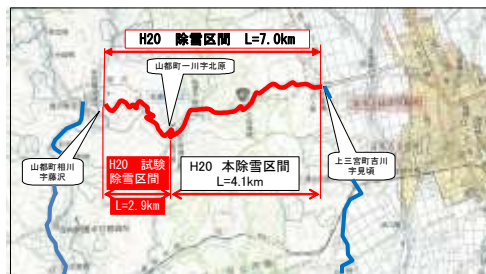 H20 除雪区間 L=7.0km
山都町一川字北原
山都町相川
字藤沢
H20 試験
除雪区間
L=2.9km
H20 本除雪区間
L=4.1km
上三宮町吉川
字見頃